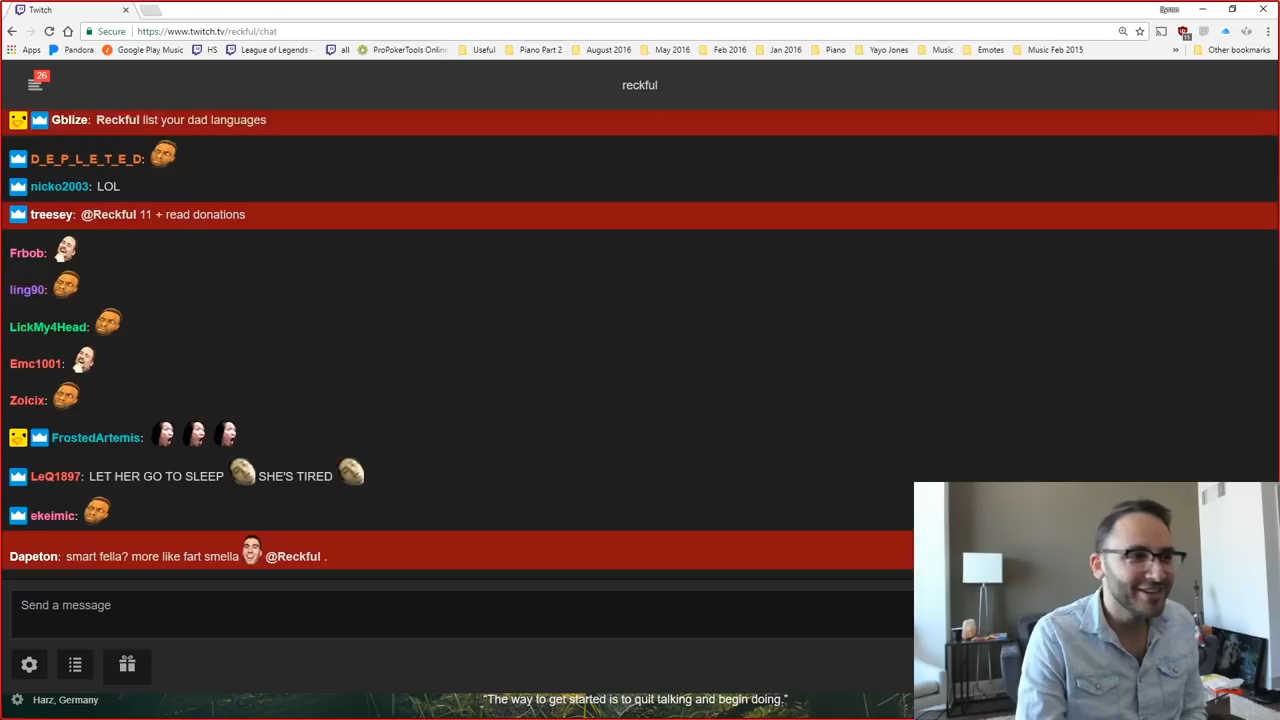 Twitch
Byron
Secure https://www.twitch.tv/reckful/chat
11
Apps Pandora Google Play Music HS League of Legends - all ProPokerTools Online Piano Part 2 August 2016 May 2016 Feb 2016 Jan 2016 Piano Yayo Jones Music Emotes Music Feb 2015 » Other bookmarks
26
reckful
Gblize: Reckful list your dad languages
D_E_P_L_E_T_E_D:
nicko2003: LOL
treesey: @Reckful 11 + read donations
Frbob:
ling90:
LickMy4Head:
Emc1001:
Zolcix:
FrostedArtemis:
LeQ1897: LET HER GO TO SLEEP SHE'S TIRED
ekeimic:
Dapeton: smart fella? more like fart smella @Reckful .
Send a message
Harz, Germany
“The way to get started is to quit talking and begin doing.”